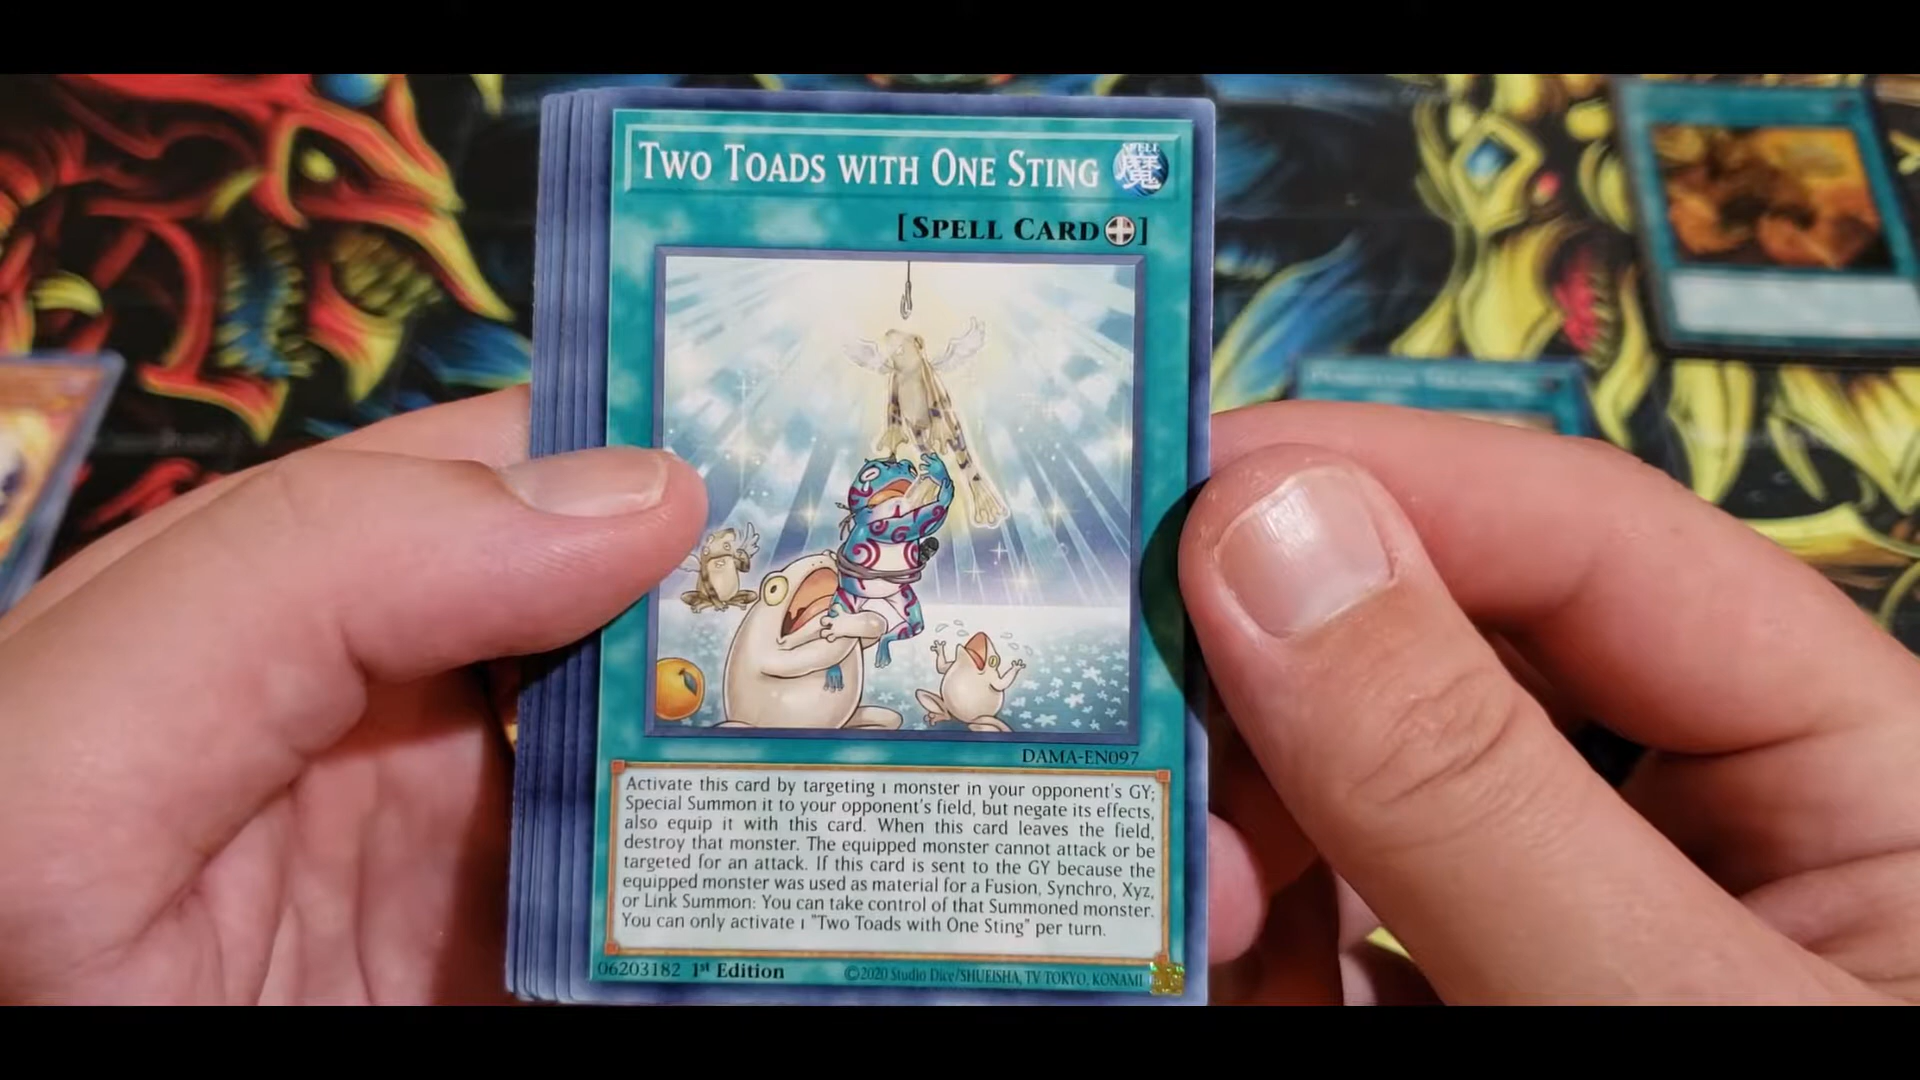 TWO TOADS WITH ONE STING
SPELL
魔
[SPELL CARD]
DAMA-EN097
Activate this card by targeting 1 monster in your opponent's GY;
Special Summon it to your opponent's field, but negate its effects,
also equip it with this card. When this card leaves the field,
destroy that monster. The equipped monster cannot attack or be
targeted for an attack. If this card is sent to the GY because the
equipped monster was used as material for a Fusion, Synchro, Xyz,
or Link Summon: You can take control of that Summoned monster.
You can only activate 1 "Two Toads with One Sting" per turn.
06203182 1st Edition
©2020 Studio Dice/SHUEISHA, TV TOKYO, KONAMI